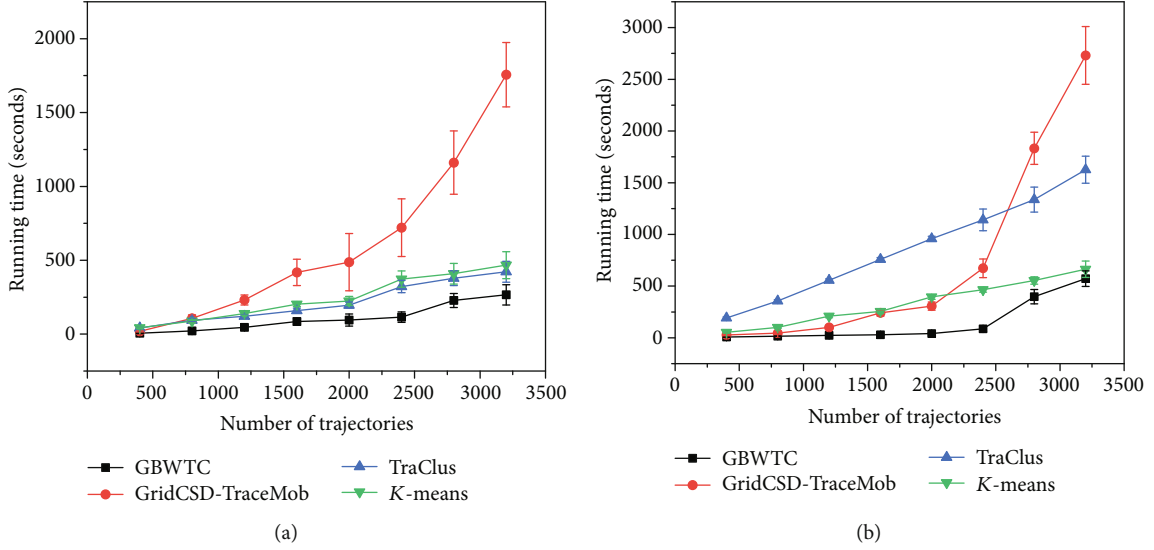 2000
1500
1000
500
0
Running time (seconds)
0 500 1000 1500 2000 2500 3000 3500
Number of trajectories
GBWTC
GridCSD-TraceMob
TraClus
K-means
(a)
3000
2500
2000
1500
1000
500
0
Running time (seconds)
0 500 1000 1500 2000 2500 3000 3500
Number of trajectories
GBWTC
GridCSD-TraceMob
TraClus
K-means
(b)